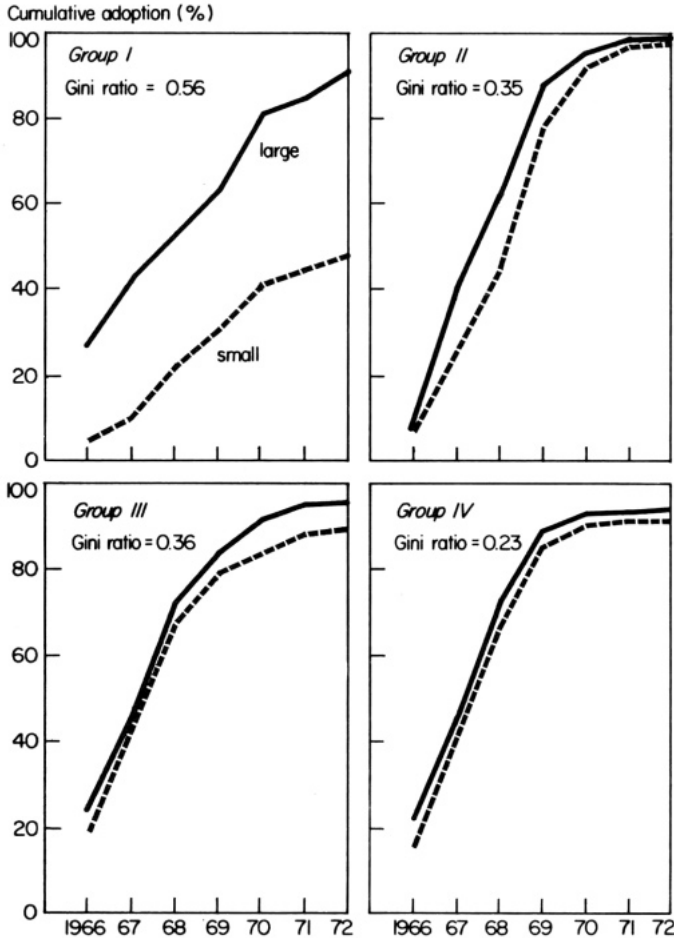 Cumulative adoption (%)
100
80
60
40
20
0
Group I
Gini ratio = 0.56
large
small
Group II
Gini ratio = 0.35
100
80
60
40
20
0
Group III
Gini ratio = 0.36
Group IV
Gini ratio = 0.23
1966 67 68 69 70 71 72
1966 67 68 69 70 71 72